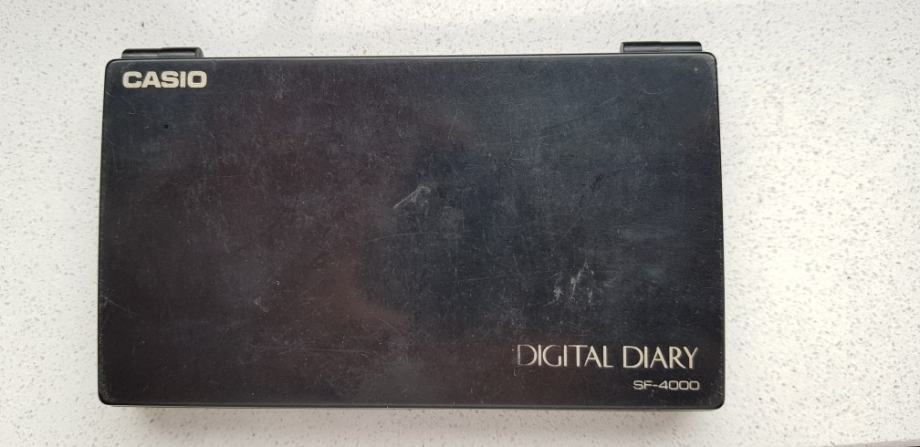 CASIO
DIGITAL DIARY
SF-4000